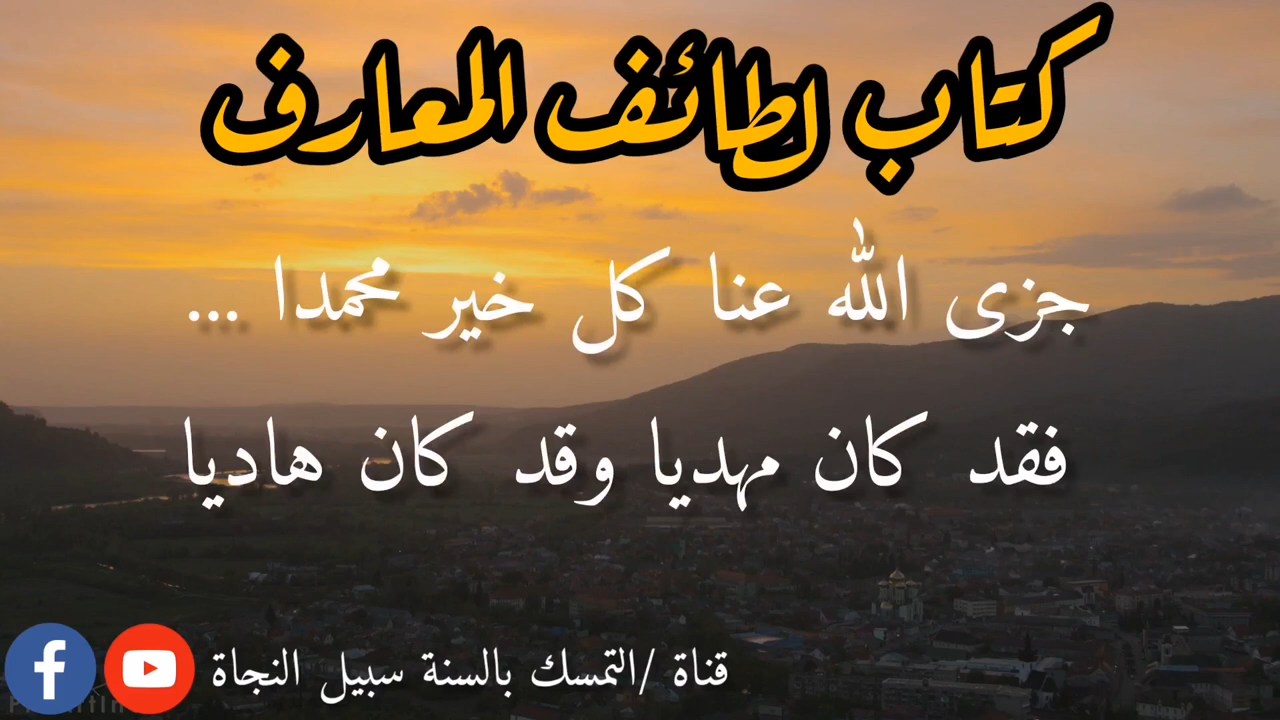 كتاب لطائف المعارف
جزى الله عنا كل خير محمدا ...
فقد كان مهديا وقد كان هاديا
قناة /التمسك بالسنة سبيل النجاة